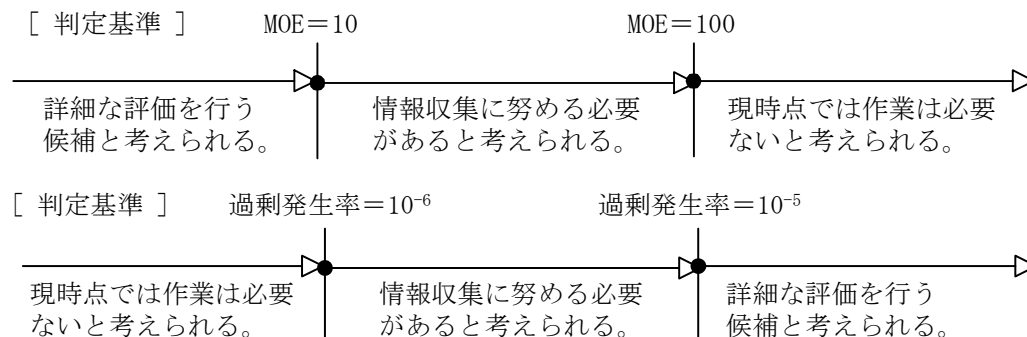 [ 判定基準 ] MOE＝10 MOE＝100
詳細な評価を行う 情報収集に努める必要 現時点では作業は必要
候補と考えられる。 があると考えられる。 ないと考えられる。
[ 判定基準 ] 過剰発生率＝10⁻⁶ 過剰発生率＝10⁻⁵
現時点では作業は必要 情報収集に努める必要 詳細な評価を行う
ないと考えられる。 があると考えられる。 候補と考えられる。